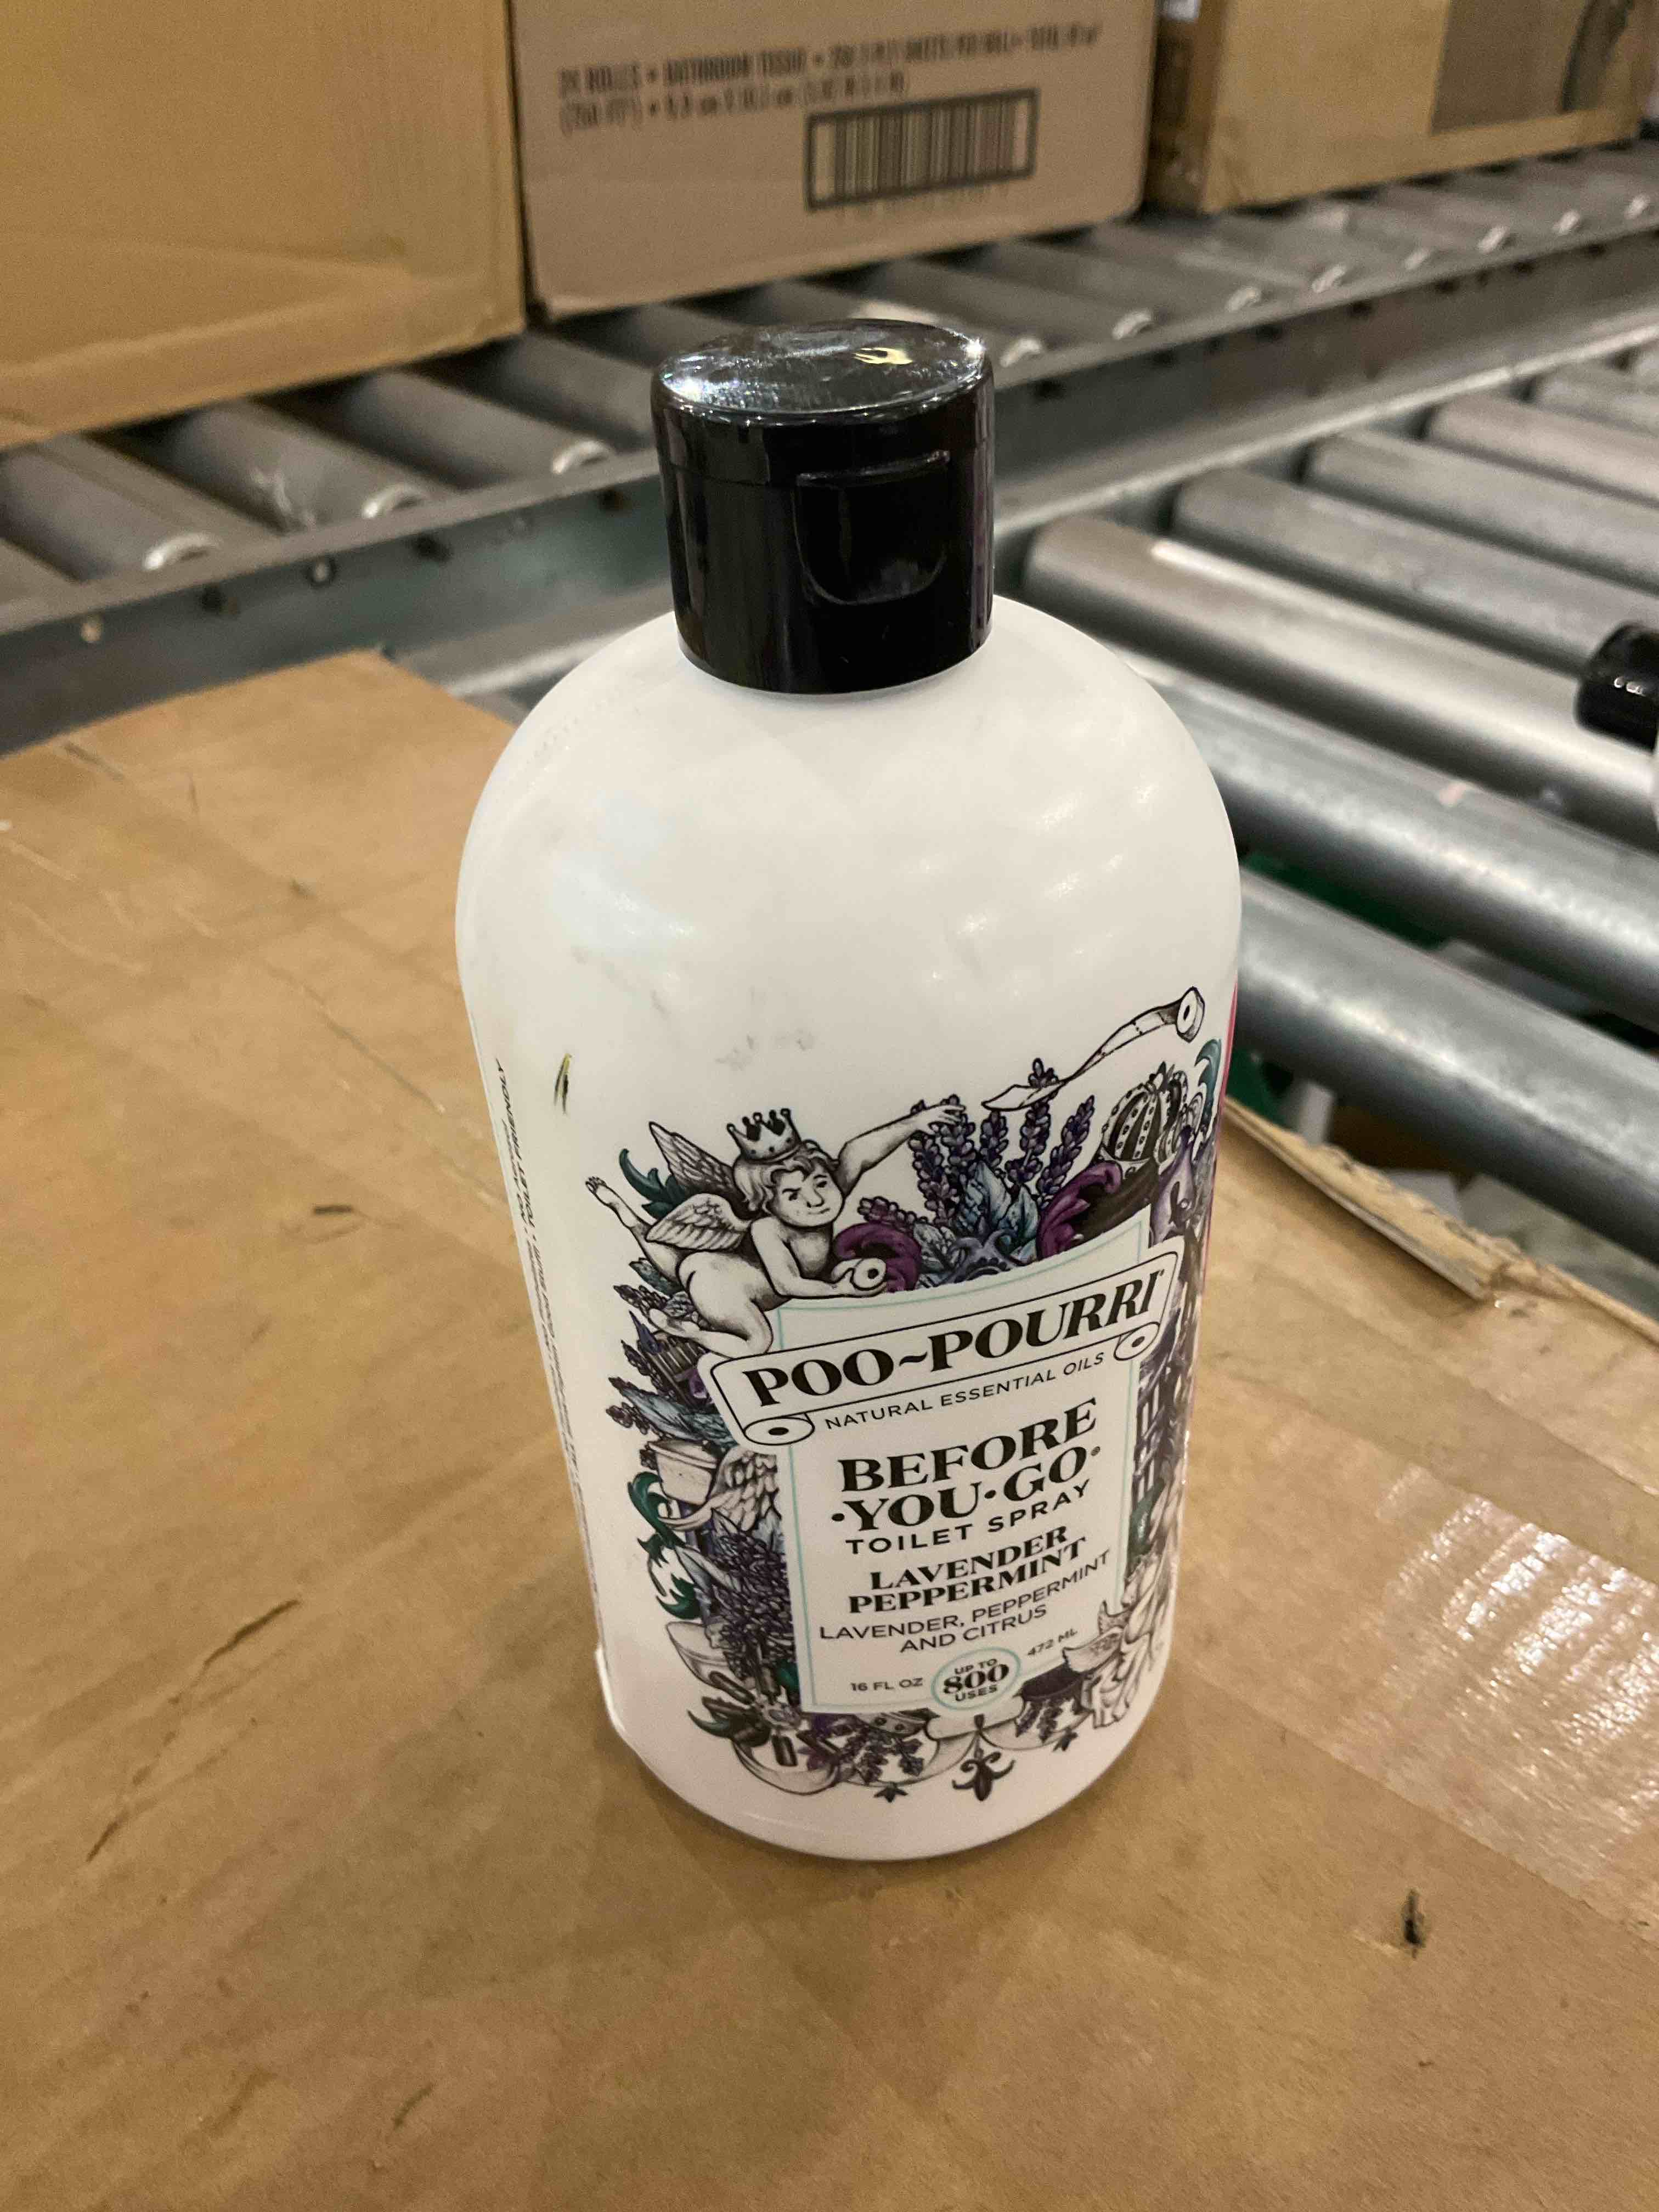 POO~POURRI
NATURAL ESSENTIAL OILS
BEFORE
•YOU•GO•
TOILET SPRAY
LAVENDER
PEPPERMINT
LAVENDER, PEPPERMINT
AND CITRUS
16 FL OZ
UP TO
800
USES
472 ML